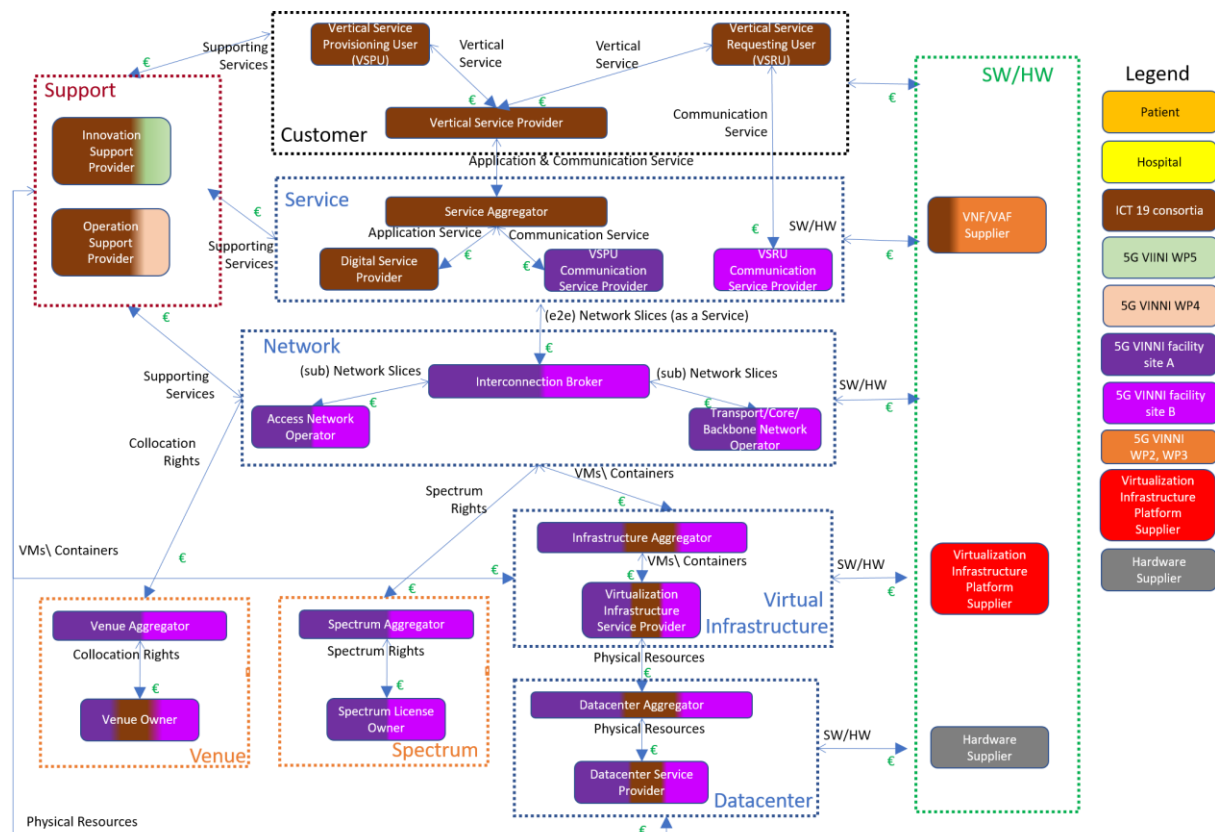 Vertical Service
Provisioning User
(VSPU)
Vertical
Service
Vertical
Service
Vertical Service
Requesting User
(VSRU)
Supporting
Services
€
€
€
Vertical Service Provider
Customer
Communication
Service
€
SW/HW
Legend
Patient
Hospital
ICT 19 consortia
5G VIINI WP5
5G VINNI WP4
5G VINNI facility
site A
5G VINNI facility
site B
5G VINNI
WP2, WP3
Virtualization
Infrastructure
Platform
Supplier
Hardware
Supplier
Support
Innovation
Support
Provider
Operation
Support
Provider
€
Supporting
Services
Application & Communication Service
€
Service
Service Aggregator
Application Service
Communication Service
€
€
€
Digital Service
Provider
VSPU
Communication
Service Provider
VSRU
Communication
Service Provider
SW/HW
€
VNF/VAF
Supplier
(e2e) Network Slices (as a Service)
€
€
Supporting
Services
Network
(sub) Network Slices
Interconnection Broker
(sub) Network Slices
€
€
Access Network
Operator
Transport/Core/
Backbone Network
Operator
SW/HW
€
Collocation
Rights
€
Spectrum
Rights
€
VMs\ Containers
€
VMs\ Containers
€
Infrastructure Aggregator
VMs\ Containers
€
Virtualization
Infrastructure
Service Provider
Virtual
Infrastructure
SW/HW
€
Virtualization
Infrastructure
Platform
Supplier
Venue Aggregator
Collocation Rights
€
Venue Owner
Venue
Spectrum Aggregator
Spectrum Rights
€
Spectrum License
Owner
Spectrum
Physical Resources
€
Datacenter Aggregator
Physical Resources
€
Datacenter Service
Provider
Datacenter
SW/HW
€
Hardware
Supplier
Physical Resources
€